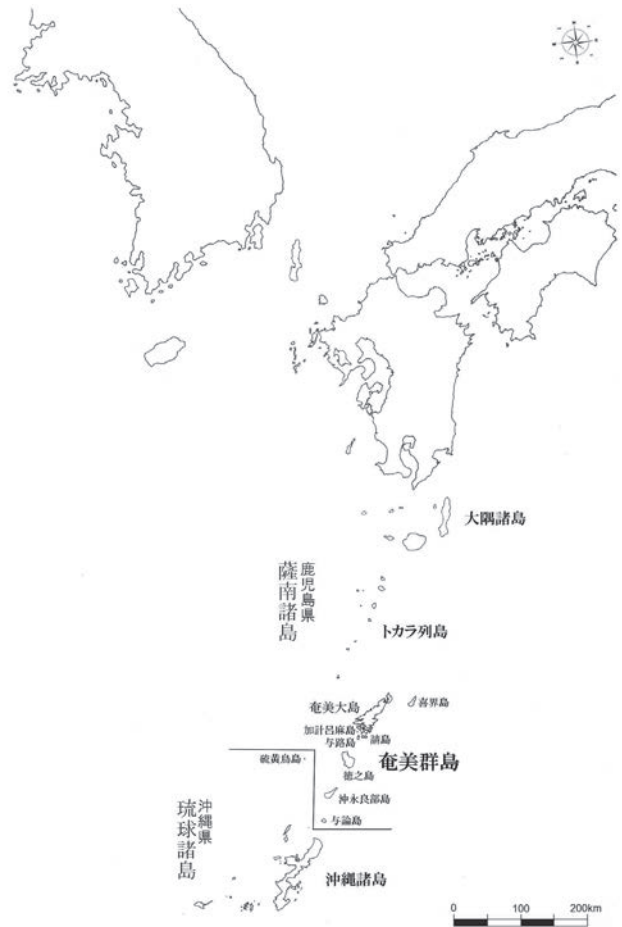 大隅諸島
鹿児島県
薩南諸島
トカラ列島
奄美大島
喜界島
加計呂麻島
与路島
請島
奄美群島
硫黄鳥島
徳之島
沖永良部島
与論島
沖縄県
琉球諸島
沖縄諸島
0 100 200km